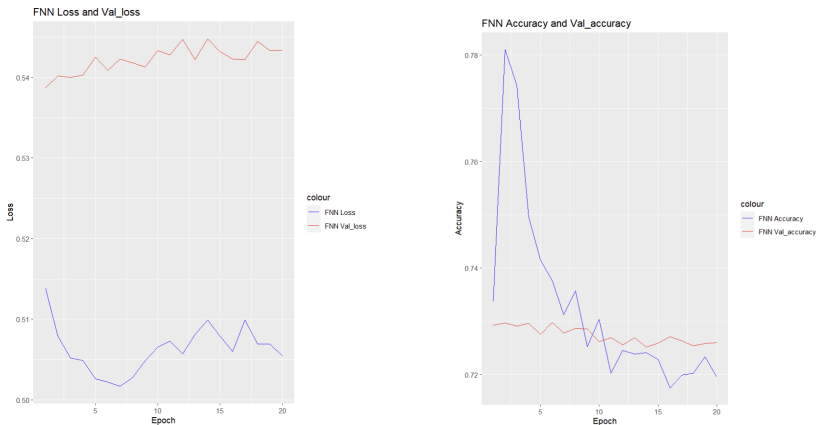 FNN Loss and Val_loss
0.54
0.53
0.52
0.51
0.50
Loss
5
10
15
20
Epoch
colour
FNN Loss
FNN Val_loss
FNN Accuracy and Val_accuracy
0.78
0.76
0.74
0.72
Accuracy
5
10
15
20
Epoch
colour
FNN Accuracy
FNN Val_accuracy